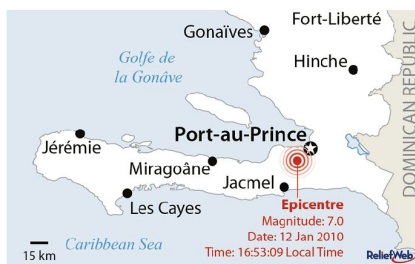 Fort-Liberté
Gonaïves
Golfe de
la Gonâve
Hinche
DOMINICAN REPUBLIC
Port-au-Prince
Jérémie
Miragoâne
Jacmel
Les Cayes
Epicentre
Magnitude: 7.0
Date: 12 Jan 2010
Time: 16:53:09 Local Time
Caribbean Sea
15 km
ReliefWeb